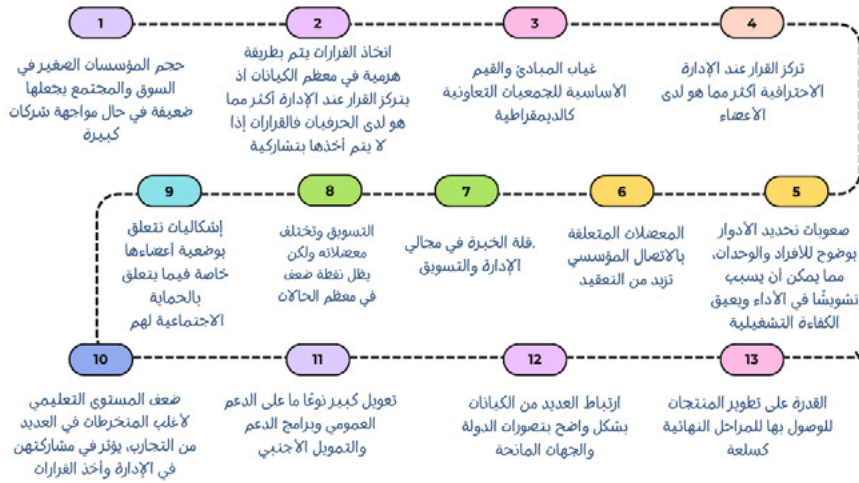 1
حجم المؤسسات الصغير في
السوق والمجتمع يجعلها
ضعيفة في حال مواجهة شركات
كبيرة
2
اتخاذ القرارات يتم بطريقة
هرمية في معظم الكيانات اذ
يتركز القرار عند الإدارة أكثر مما
هو لدى الحرفيات فالقرارات إذا
لا يتم أخذها بتشاركية
3
غياب المبادئ والقيم
الأساسية للجمعيات التعاونية
كالديمقراطية
4
تركز القرار عند الإدارة
الاحترافية أكثر مما هو لدى
الأعضاء
5
صعوبات تحديد الأدوار
بوضوح للأفراد والوحدات،
مما يمكن أن يسبب
تشويشًا في الأداء ويعيق
الكفاءة التشغيلية
6
المعضلات المتعلقة
بالاتصال المؤسسي
تزيد من التعقيد
7
.قلة الخبرة في مجالي
الإدارة والتسويق
8
التسويق وتختلف
معضلاته ولكن
يظل نقطة ضعف
في معظم الحالات
9
إشكاليات تتعلق
بوضعية أعضاءها
خاصة فيما يتعلق
بالحماية
الاجتماعية لهم
10
ضعف المستوى التعليمي
لأغلب المنخرطات في العديد
من التجارب، يؤثر في مشاركتهن
في الإدارة وأخذ القرارات
11
تعويل كبير نوعًا ما على الدعم
العمومي وبرامج الدعم
والتمويل الأجنبي
12
ارتباط العديد من الكيانات
بشكل واضح بتصورات الدولة
والجهات المانحة
13
القدرة على تطوير المنتجات
للوصول بها للمراحل النهائية
كسلعة